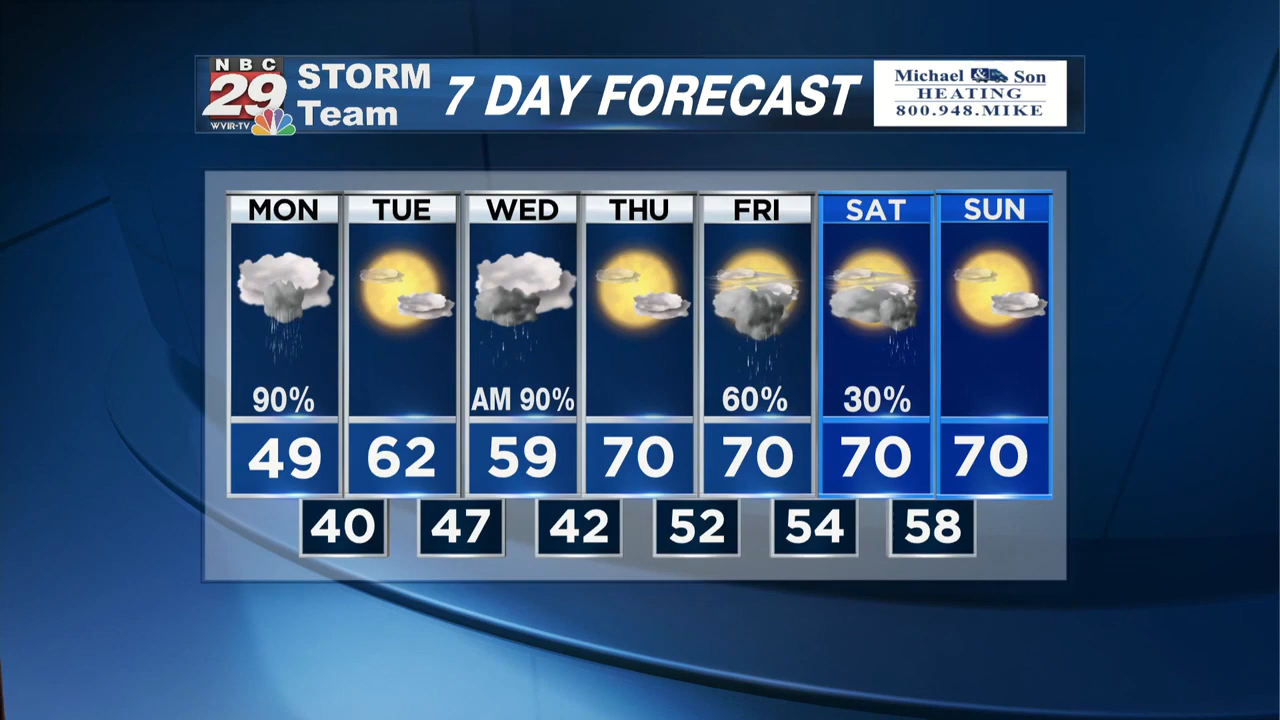 NBC
29
WVIR-TV
STORM
Team
7 DAY FORECAST
Michael & Son
HEATING
800.948.MIKE
MON TUE WED THU FRI SAT SUN
90% AM 90% 60% 30%
49 62 59 70 70 70 70
40 47 42 52 54 58